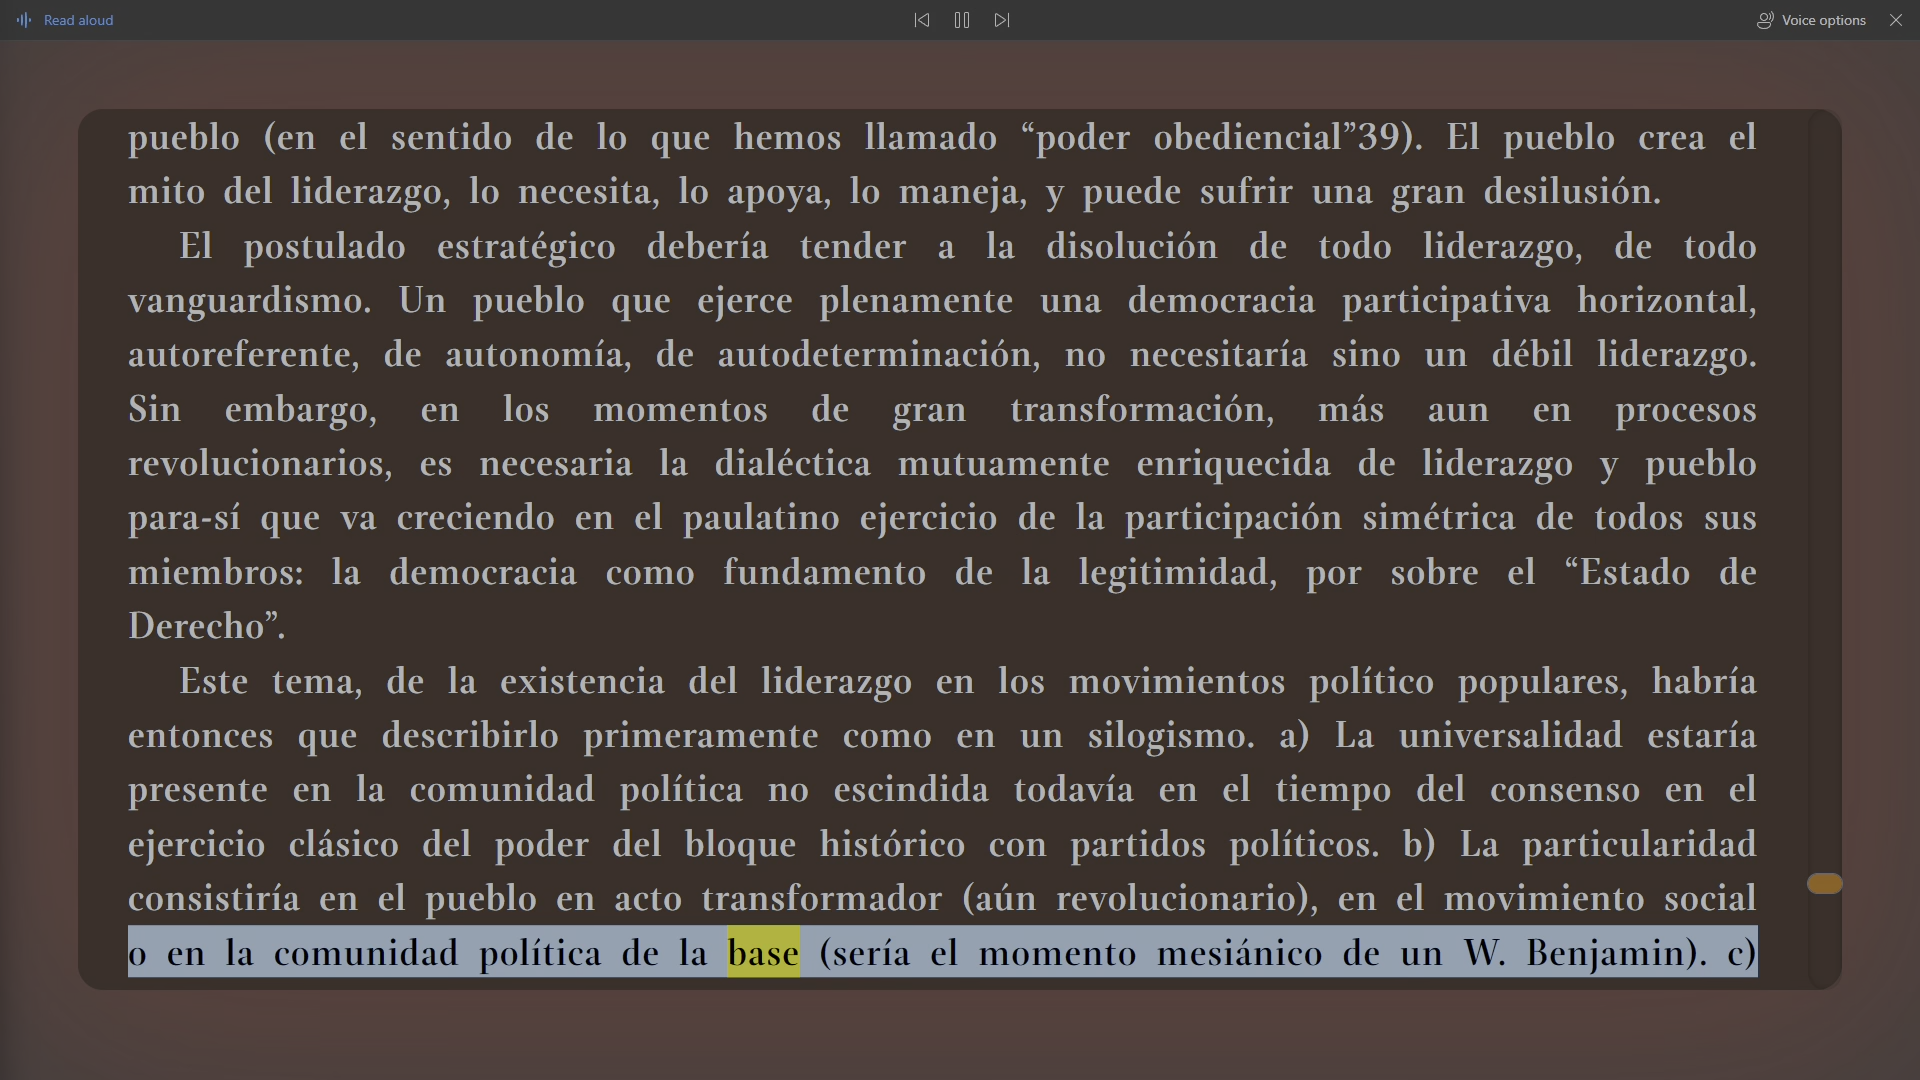 Read aloud
Voice options
pueblo (en el sentido de lo que hemos llamado “poder obediencial”39). El pueblo crea el
mito del liderazgo, lo necesita, lo apoya, lo maneja, y puede sufrir una gran desilusión.
El postulado estratégico debería tender a la disolución de todo liderazgo, de todo
vanguardismo. Un pueblo que ejerce plenamente una democracia participativa horizontal,
autoreferente, de autonomía, de autodeterminación, no necesitaría sino un débil liderazgo.
Sin embargo, en los momentos de gran transformación, más aun en procesos
revolucionarios, es necesaria la dialéctica mutuamente enriquecida de liderazgo y pueblo
para-sí que va creciendo en el paulatino ejercicio de la participación simétrica de todos sus
miembros: la democracia como fundamento de la legitimidad, por sobre el “Estado de
Derecho”.
Este tema, de la existencia del liderazgo en los movimientos político populares, habría
entonces que describirlo primeramente como en un silogismo. a) La universalidad estaría
presente en la comunidad política no escindida todavía en el tiempo del consenso en el
ejercicio clásico del poder del bloque histórico con partidos políticos. b) La particularidad
consistiría en el pueblo en acto transformador (aún revolucionario), en el movimiento social
o en la comunidad política de la base (sería el momento mesiánico de un W. Benjamin). c)